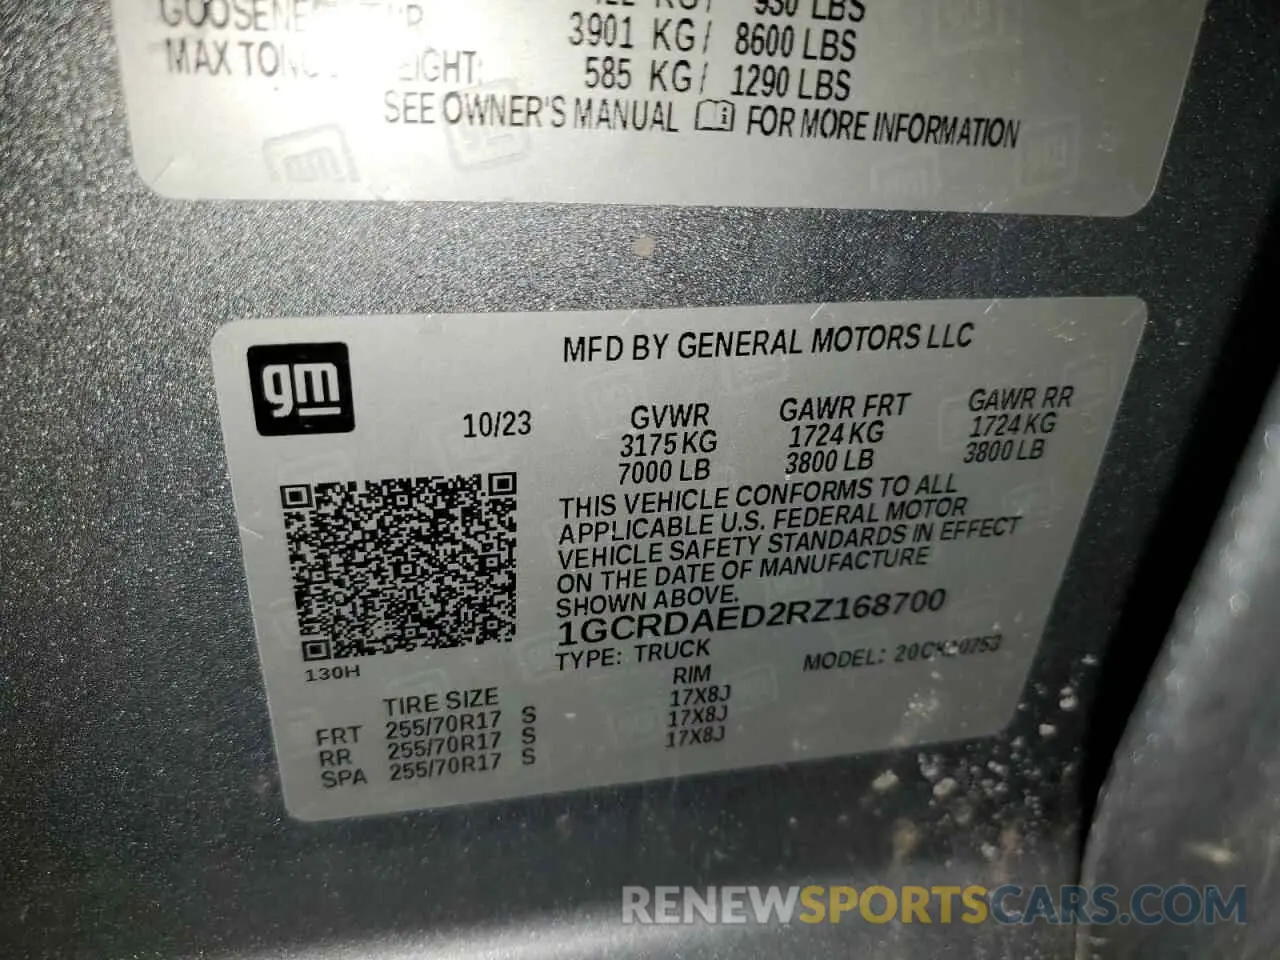 KG/ 930 LBS
3901 KG/ 8600 LBS
MAX 585 KG/ 1290 LBS
SEE OWNER'S MANUAL FOR MORE INFORMATION
gm
MFD BY GENERAL MOTORS LLC
10/23 GVWR GAWR FRT GAWR RR
3175 KG 1724 KG 1724 KG
7000 LB 3800 LB 3800 LB
THIS VEHICLE CONFORMS TO ALL
APPLICABLE U.S. FEDERAL MOTOR
VEHICLE SAFETY STANDARDS IN EFFECT
ON THE DATE OF MANUFACTURE
SHOWN ABOVE.
1GCRDAED2RZ168700
130H
TYPE: TRUCK MODEL:
TIRE SIZE RIM
FRT 255/70R17 S 17X8J
RR 255/70R17 S 17X8J
SPA 255/70R17 S 17X8J
RENEWSPORTSCARS.COM